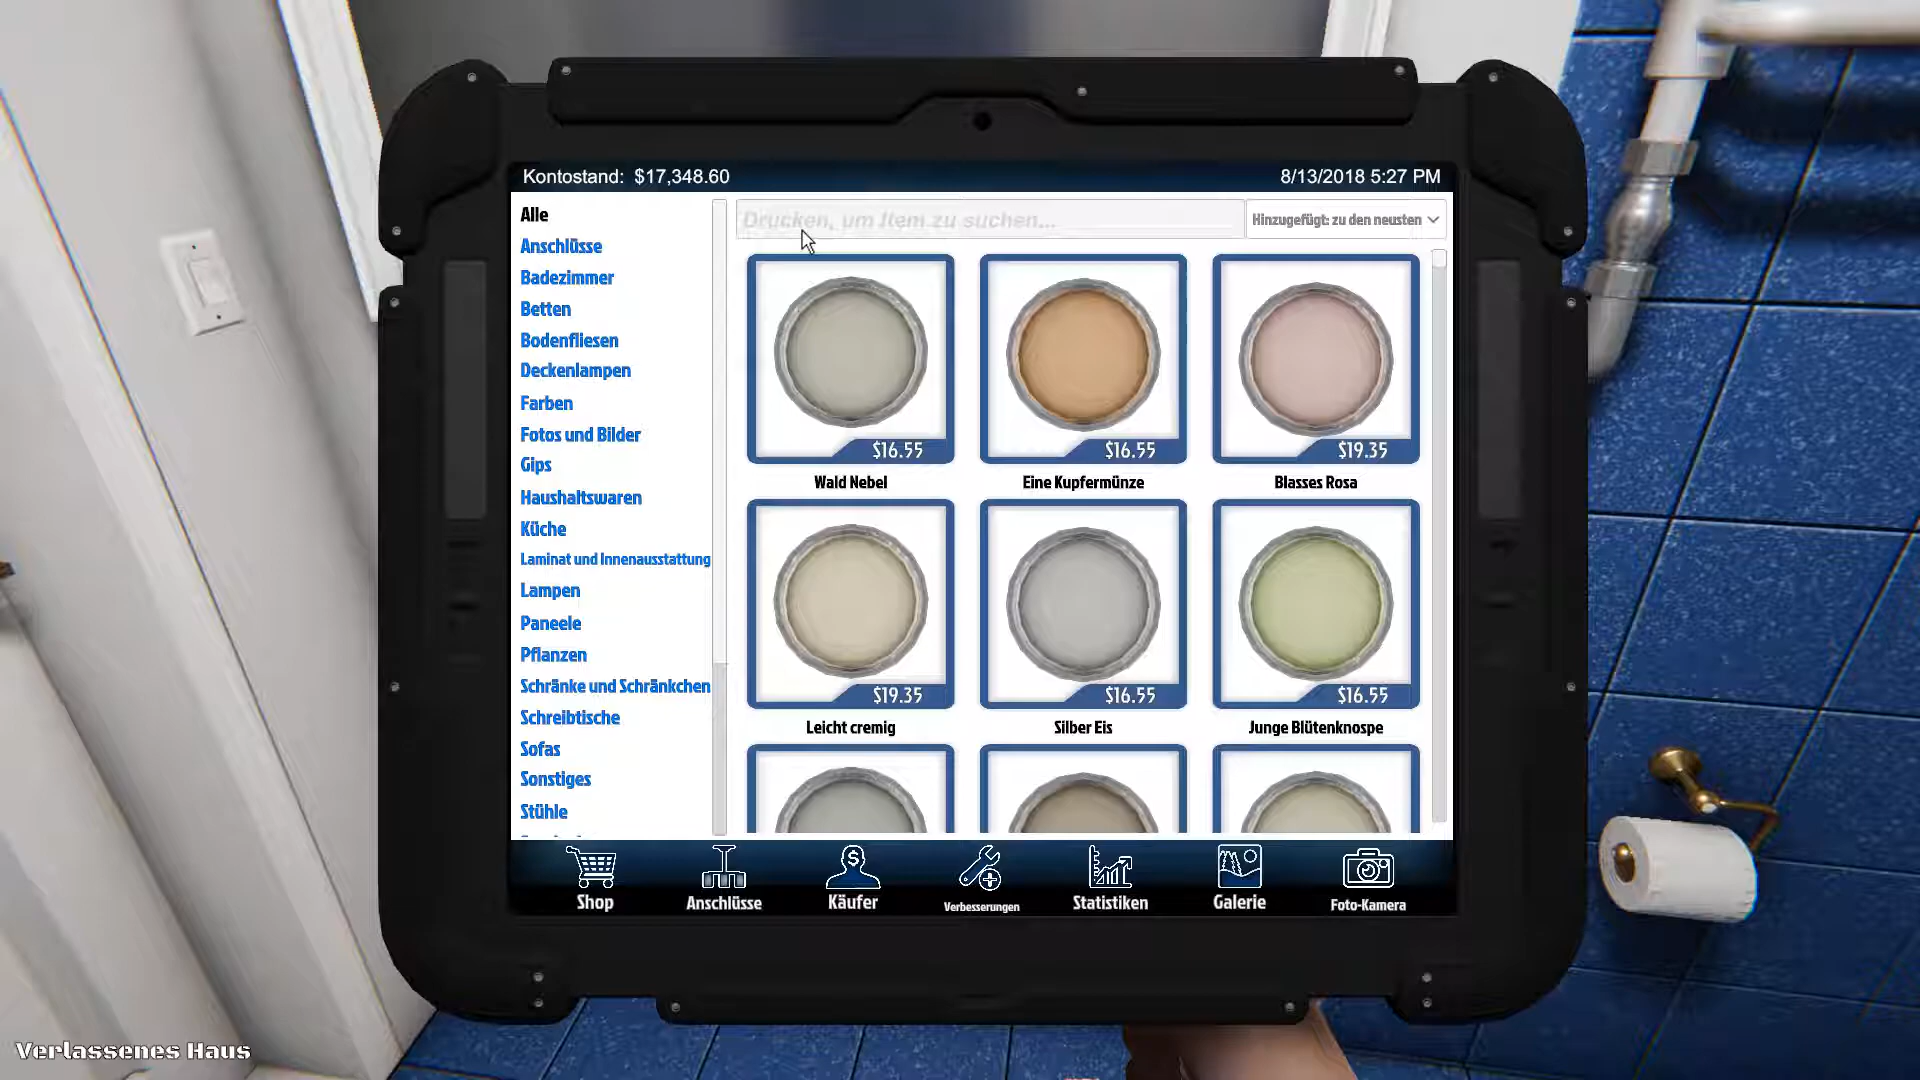 Kontostand: $17,348.60
8/13/2018 5:27 PM
Alle
Anschlüsse
Badezimmer
Betten
Bodenfliesen
Deckenlampen
Farben
Fotos und Bilder
Gips
Haushaltswaren
Küche
Laminat und Innenausstattung
Lampen
Paneele
Pflanzen
Schränke und Schränkchen
Schreibtische
Sofas
Sonstiges
Stühle
Drucken, um Item zu suchen...
Hinzugefügt: zu den neusten
$16.55
$16.55
$19.35
Wald Nebel
Eine Kupfermünze
Blasses Rosa
$19.35
$16.55
$16.55
Leicht cremig
Silber Eis
Junge Blütenknospe
Shop
Anschlüsse
Käufer
Verbesserungen
Statistiken
Galerie
Foto-Kamera
Verlassenes Haus